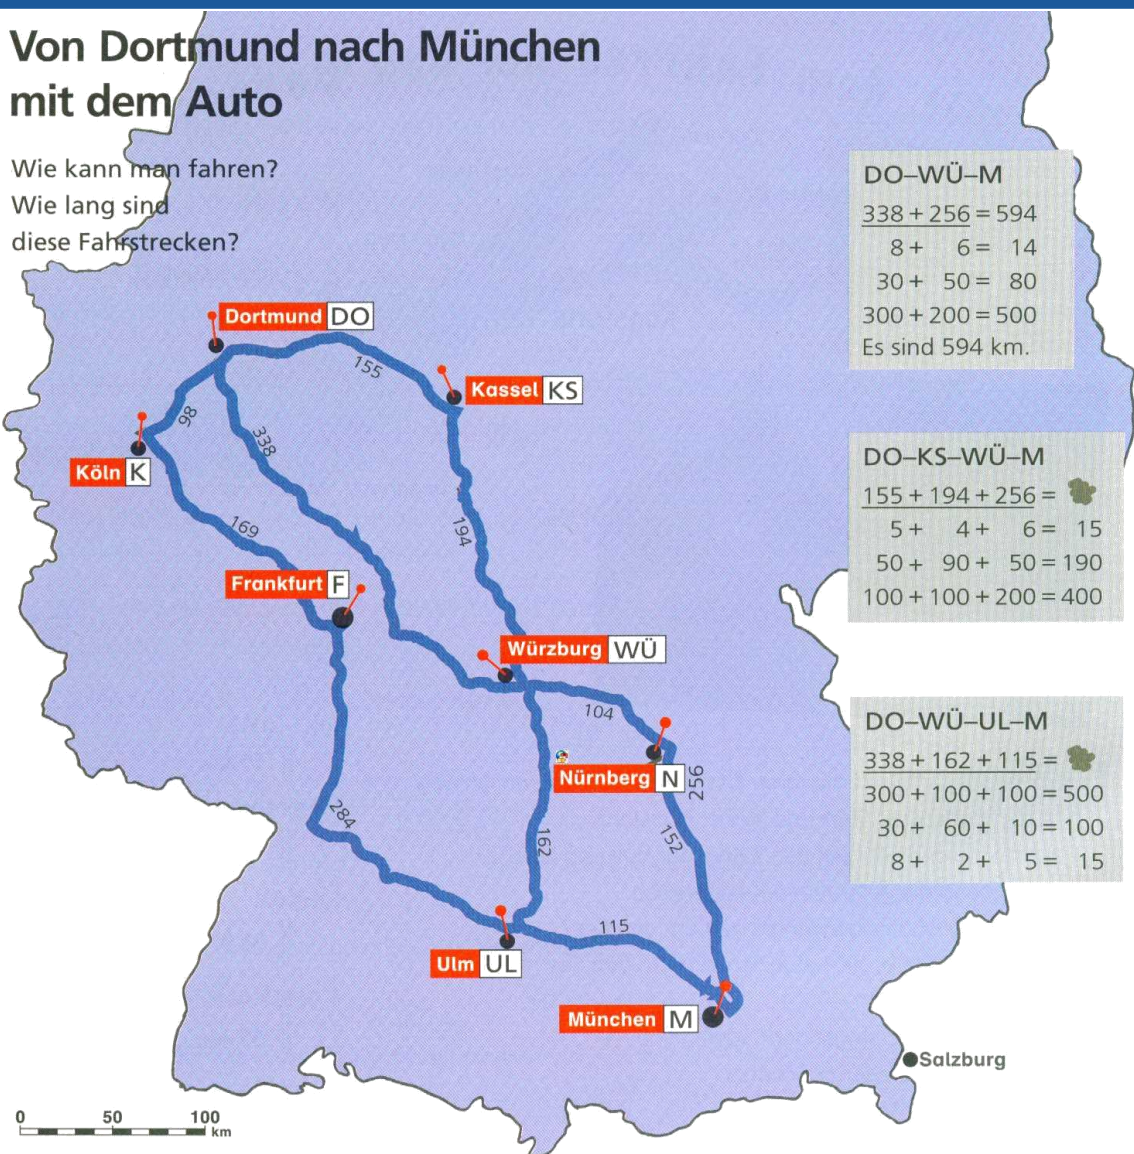 Von Dortmund nach München
mit dem Auto
Wie kann man fahren?
Wie lang sind
diese Fahrstrecken?
DO–WÜ–M
338 + 256 = 594
8 + 6 = 14
30 + 50 = 80
300 + 200 = 500
Es sind 594 km.
Dortmund DO
155
Kassel KS
98
338
Köln K
DO–KS–WÜ–M
155 + 194 + 256 =
5 + 4 + 6 = 15
50 + 90 + 50 = 190
100 + 100 + 200 = 400
169
194
Frankfurt F
Würzburg WÜ
104
DO–WÜ–UL–M
338 + 162 + 115 =
300 + 100 + 100 = 500
30 + 60 + 10 = 100
8 + 2 + 5 = 15
Nürnberg N
256
284
162
152
115
Ulm UL
München M
Salzburg
0 50 100
km